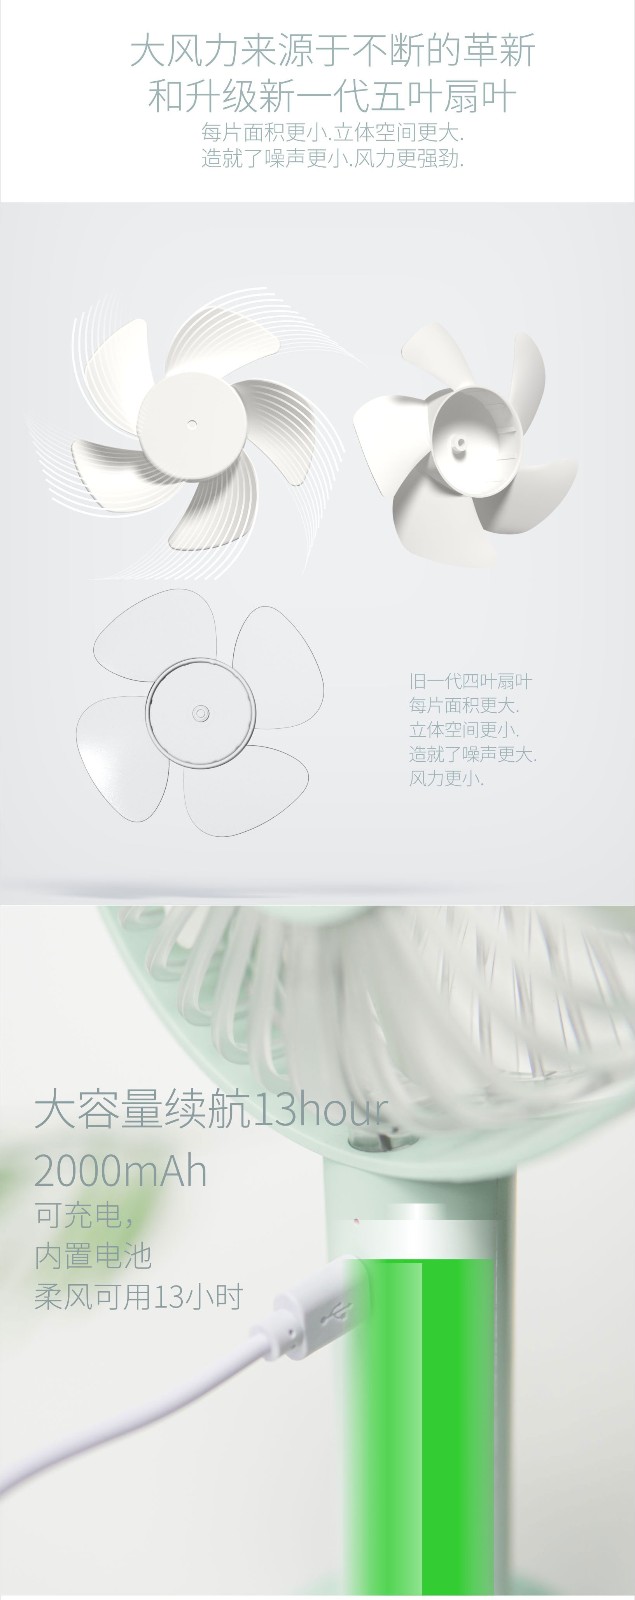 大风力来源于不断的革新
和升级新一代五叶扇叶
每片面积更小.立体空间更大.
造就了噪声更小.风力更强劲.
旧一代四叶扇叶
每片面积更大.
立体空间更小.
造就了噪声更大.
风力更小.
大容量续航13hour
2000mAh
可充电，
内置电池
柔风可用13小时